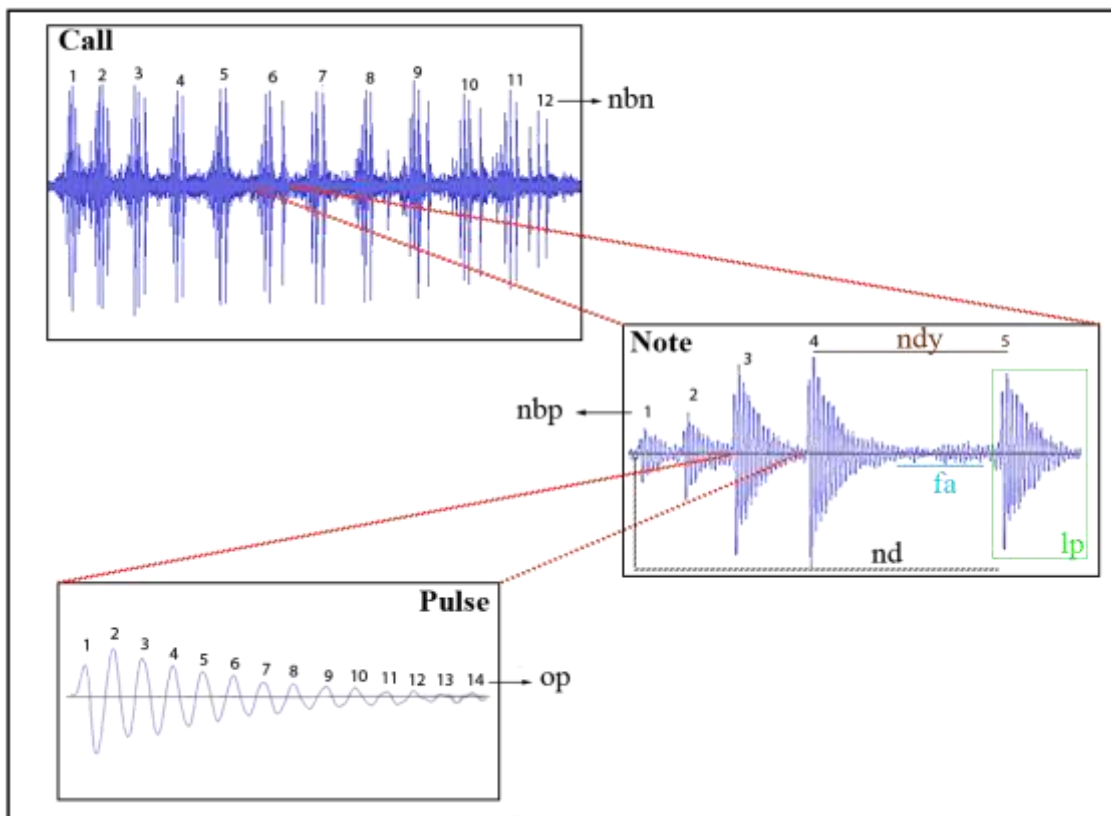 Call
1 2 3 4 5 6 7 8 9 10 11 12 nbn
Note
ndy
nbp 1 2 3 4 5
fa
lp
nd
Pulse
1 2 3 4 5 6 7 8 9 10 11 12 13 14 op